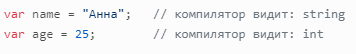 var name = "Анна";   // компилятор видит: string
var age = 25;        // компилятор видит: int